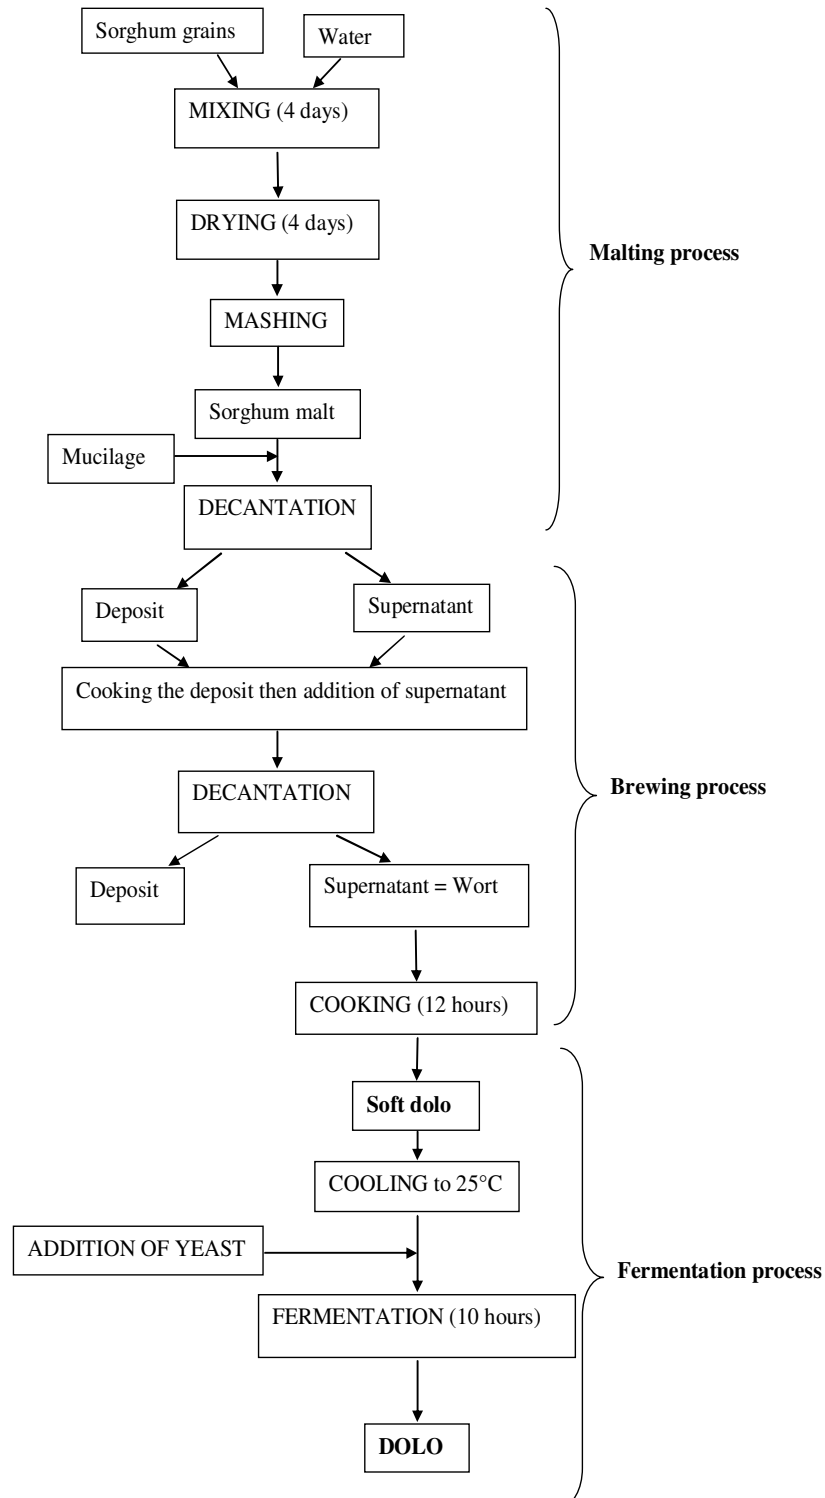 Sorghum grains
Water
MIXING (4 days)
DRYING (4 days)
Malting process
MASHING
Sorghum malt
Mucilage
DECANTATION
Deposit
Supernatant
Cooking the deposit then addition of supernatant
DECANTATION
Brewing process
Deposit
Supernatant = Wort
COOKING (12 hours)
Soft dolo
COOLING to 25°C
ADDITION OF YEAST
Fermentation process
FERMENTATION (10 hours)
DOLO